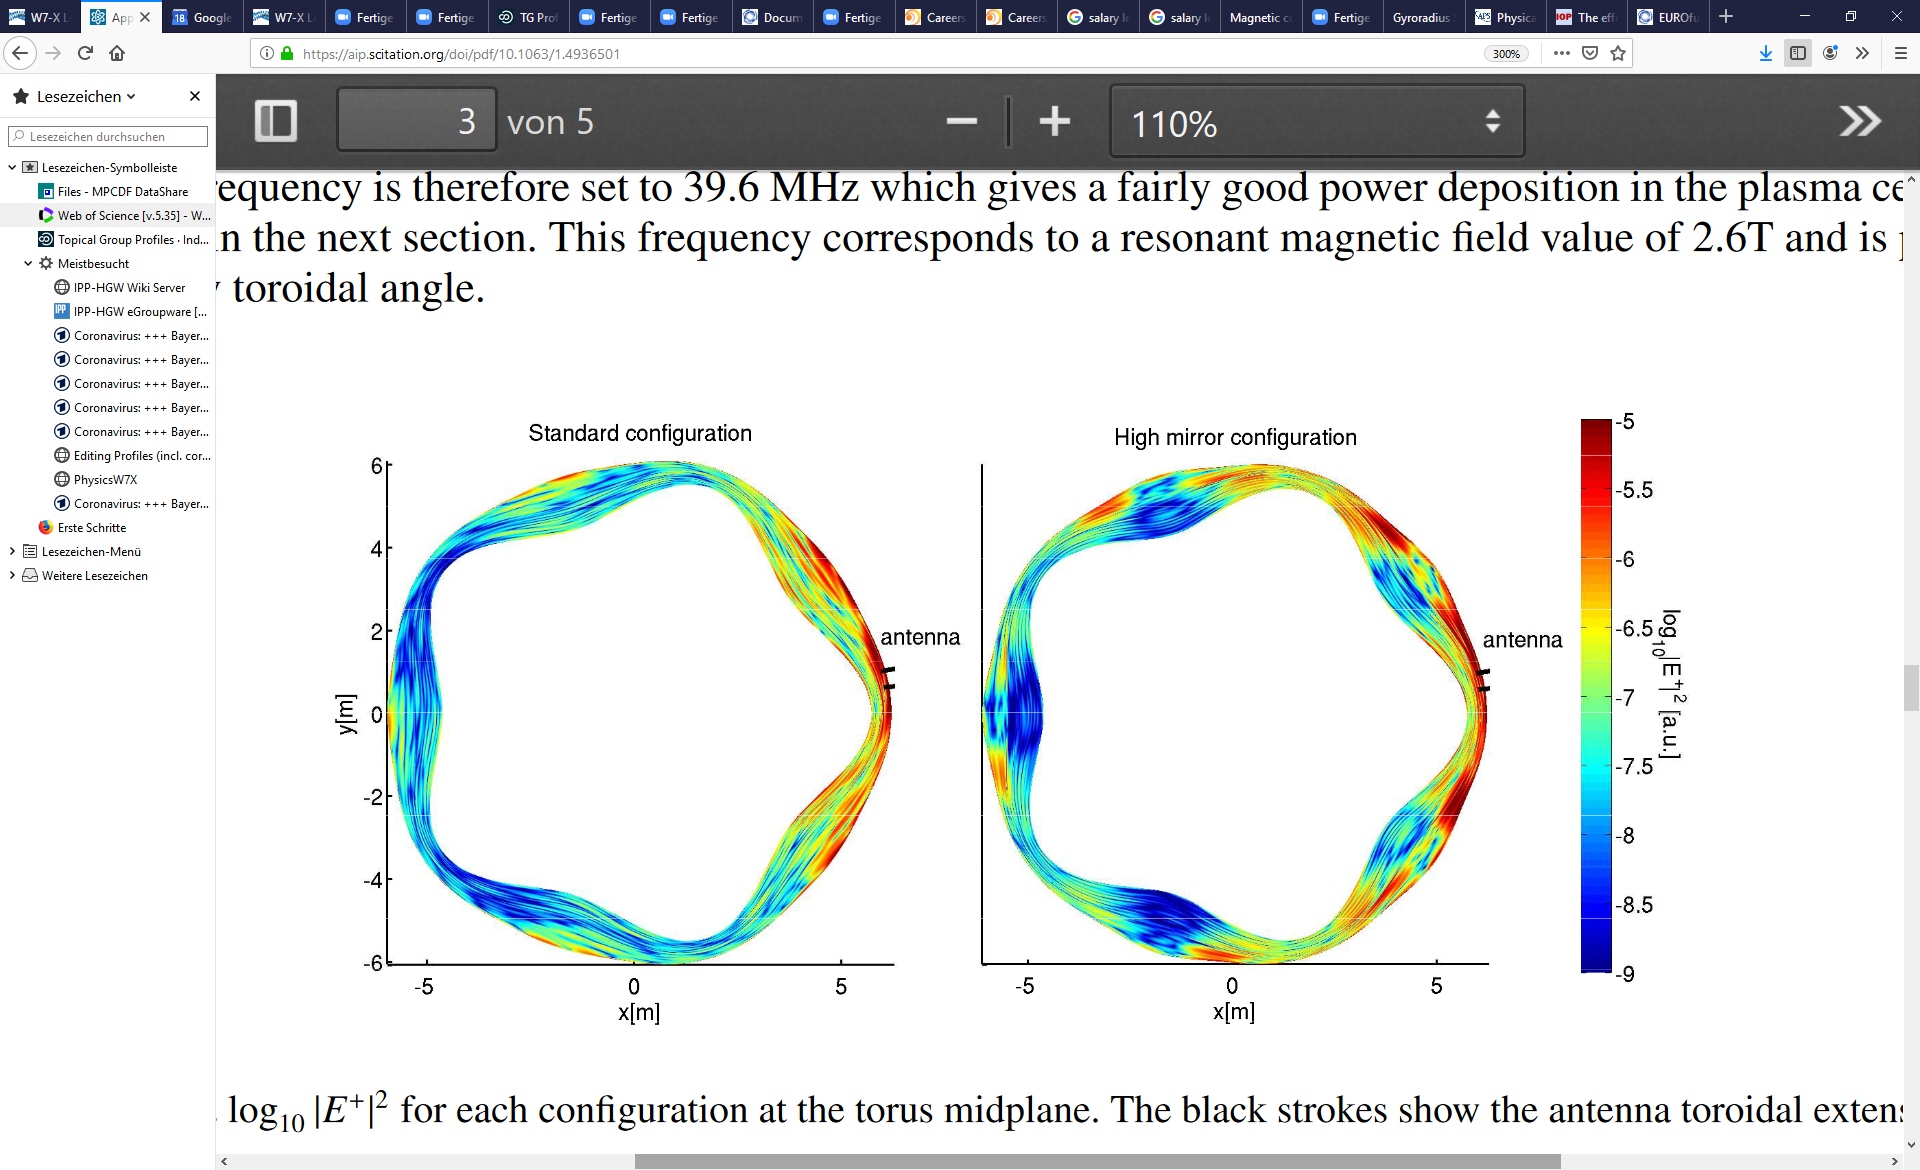 W7-X L
App
Google
W7-X L
Fertige
Fertige
TG Prof
Fertige
Fertige
Docum
Fertige
Careers
Careers
salary l
salary l
Magnetic c
Fertige
Gyroradius
Physica
The eff
EUROfu
https://aip.scitation.org/doi/pdf/10.1063/1.4936501
300%
Lesezeichen
Lesezeichen durchsuchen
Lesezeichen-Symbolleiste
Files - MPCDF DataShare
Web of Science [v.5.35] - W...
Topical Group Profiles · Ind...
Meistbesucht
IPP-HGW Wiki Server
IPP-HGW eGroupware [...
Coronavirus: +++ Bayer...
Coronavirus: +++ Bayer...
Coronavirus: +++ Bayer...
Coronavirus: +++ Bayer...
Coronavirus: +++ Bayer...
Editing Profiles (incl. cor...
PhysicsW7X
Coronavirus: +++ Bayer...
Erste Schritte
Lesezeichen-Menü
Weitere Lesezeichen
3 von 5
110%
equency is therefore set to 39.6 MHz which gives a fairly good power deposition in the plasma ce
n the next section. This frequency corresponds to a resonant magnetic field value of 2.6T and is
toroidal angle.
Standard configuration
6
4
2
0
-2
-4
-6
y[m]
antenna
-5 0 5
x[m]
High mirror configuration
antenna
-5 0 5
x[m]
-5
-5.5
-6
-6.5
-7
-7.5
-8
-8.5
-9
log₁₀|E⁺|² [a.u.]
log₁₀ |E⁺|² for each configuration at the torus midplane. The black strokes show the antenna toroidal extens